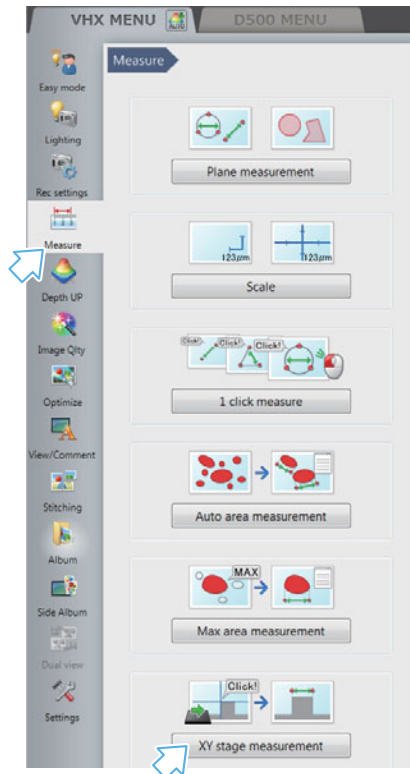 VHX MENU AUTO
D500 MENU
Measure
Easy mode
Lighting
Rec settings
Measure
Depth UP
Image Qlty
Optimize
View/Comment
Stitching
Album
Side Album
Dual view
Settings
Plane measurement
123μm
123μm
Scale
Click!
Click!
Click!
1 click measure
Auto area measurement
MAX
Max area measurement
Click!
XY stage measurement